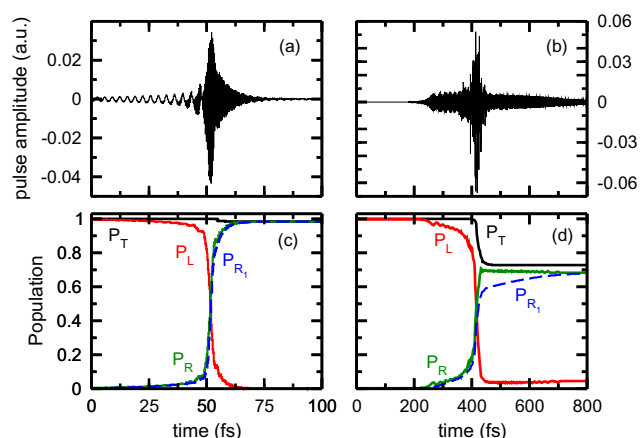 0.06
(a)
(b)
0.02
0.03
0
0
-0.02
-0.03
-0.04
-0.06
pulse amplitude (a.u.)
1
P_T
P_L
(c)
P_T
(d)
0.8
P_R1
0.6
P_R1
0.4
P_R
0.2
P_R
0
0 25 50 75 100
0 200 400 600 800
Population
time (fs)
time (fs)